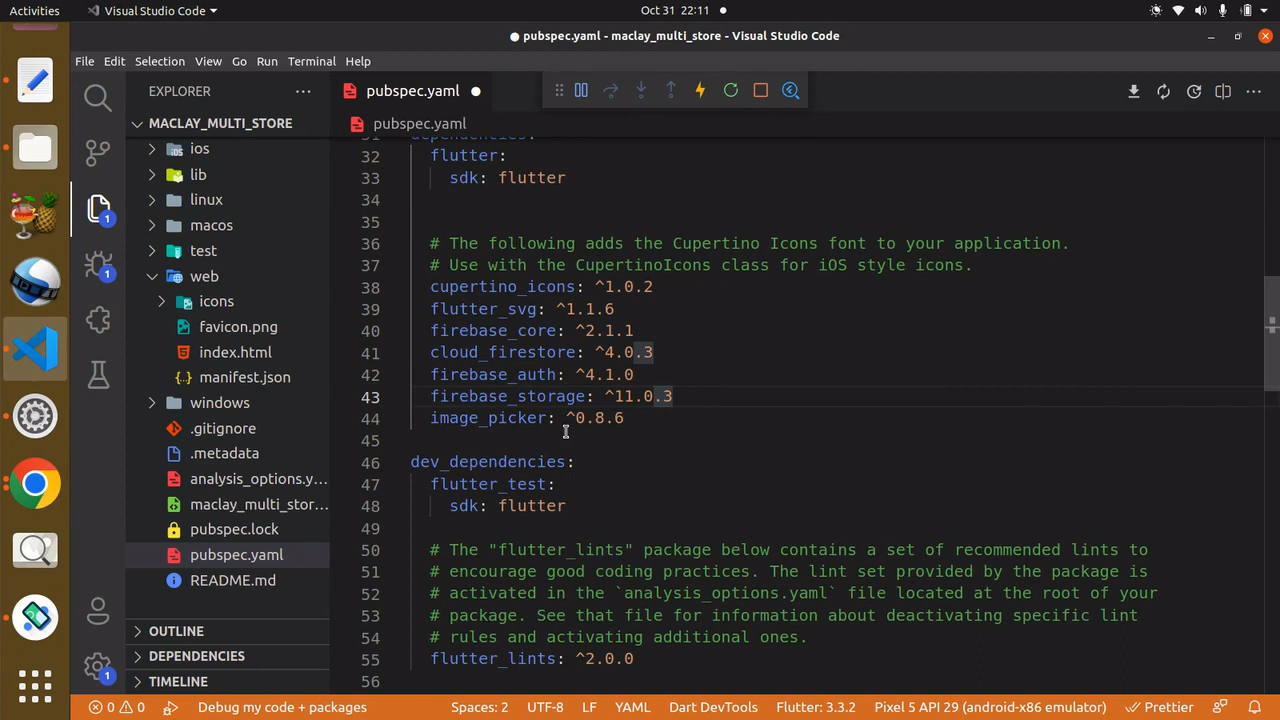 Activities
Visual Studio Code
Oct 31 22:11
pubspec.yaml - maclay_multi_store - Visual Studio Code
File Edit Selection View Go Run Terminal Help
EXPLORER
pubspec.yaml
MACLAY_MULTI_STORE
pubspec.yaml
ios
lib
linux
macos
test
web
icons
favicon.png
index.html
manifest.json
windows
.gitignore
.metadata
analysis_options.y...
maclay_multi_stor...
pubspec.lock
pubspec.yaml
README.md
OUTLINE
DEPENDENCIES
TIMELINE
1
1
1
31 dependencies:
32 flutter:
33 sdk: flutter
34
35
36 # The following adds the Cupertino Icons font to your application.
37 # Use with the CupertinoIcons class for iOS style icons.
38 cupertino_icons: ^1.0.2
39 flutter_svg: ^1.1.6
40 firebase_core: ^2.1.1
41 cloud_firestore: ^4.0.3
42 firebase_auth: ^4.1.0
43 firebase_storage: ^11.0.3
44 image_picker: ^0.8.6
45
46 dev_dependencies:
47 flutter_test:
48 sdk: flutter
49
50 # The "flutter_lints" package below contains a set of recommended lints to
51 # encourage good coding practices. The lint set provided by the package is
52 # activated in the `analysis_options.yaml` file located at the root of your
53 # package. See that file for information about deactivating specific lint
54 # rules and activating additional ones.
55 flutter_lints: ^2.0.0
56
0 0 Debug my code + packages Spaces: 2 UTF-8 LF YAML Dart DevTools Flutter: 3.3.2 Pixel 5 API 29 (android-x86 emulator) Prettier